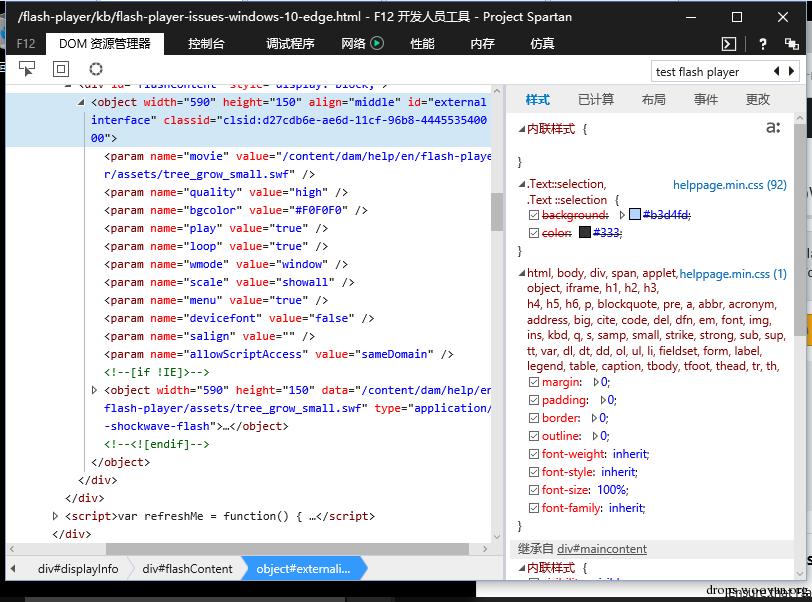 /flash-player/kb/flash-player-issues-windows-10-edge.html - F12 开发人员工具 - Project Spartan
F12 DOM 资源管理器 控制台 调试程序 网络 性能 内存 仿真
test flash player
<object width="590" height="150" align="middle" id="external
interface" classid="clsid:d27cdb6e-ae6d-11cf-96b8-4445535400
00">
<param name="movie" value="/content/dam/help/en/flash-playe
r/assets/tree_grow_small.swf" />
<param name="quality" value="high" />
<param name="bgcolor" value="#F0F0F0" />
<param name="play" value="true" />
<param name="loop" value="true" />
<param name="wmode" value="window" />
<param name="scale" value="showall" />
<param name="menu" value="true" />
<param name="devicefont" value="false" />
<param name="salign" value="" />
<param name="allowScriptAccess" value="sameDomain" />
<!--[if !IE]>-->
<object width="590" height="150" data="/content/dam/help/en
flash-player/assets/tree_grow_small.swf" type="application/
-shockwave-flash">…</object>
<!--<![endif]-->
</object>
</div>
</div>
<script>var refreshMe = function() { …</script>
</div>
div#displayInfo div#flashContent object#externali...
样式 已计算 布局 事件 更改
内联样式 {
a:
}
.Text::selection, helppage.min.css (92)
.Text ::selection {
background: #b3d4fd;
color: #333;
}
html, body, div, span, applet, helppage.min.css (1)
object, iframe, h1, h2, h3,
h4, h5, h6, p, blockquote, pre, a, abbr, acronym,
address, big, cite, code, del, dfn, em, font, img,
ins, kbd, q, s, samp, small, strike, strong, sub, sup,
tt, var, dl, dt, dd, ol, ul, li, fieldset, form, label,
legend, table, caption, tbody, tfoot, thead, tr, th,
margin: 0;
padding: 0;
border: 0;
outline: 0;
font-weight: inherit;
font-style: inherit;
font-size: 100%;
font-family: inherit;
}
继承自 div#maincontent
内联样式 {
drops.wooyun.org